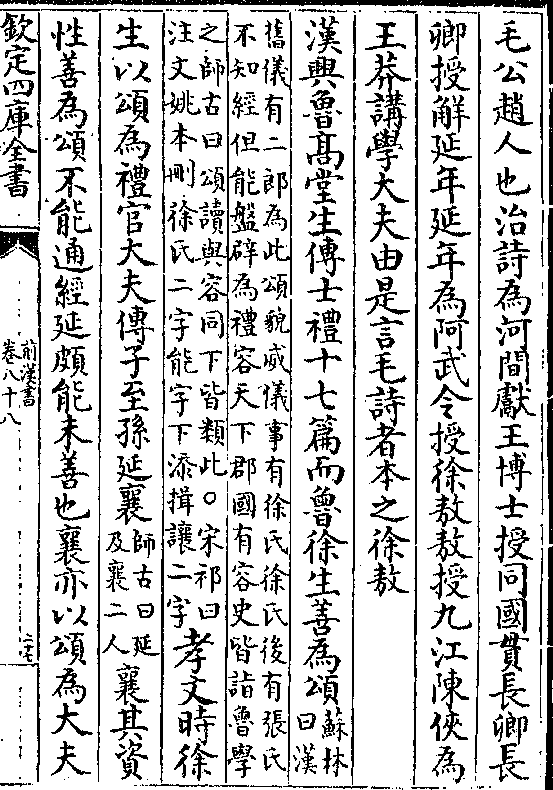 毛公趙人也治詩為河間獻王博士授同國貫長卿長
卿授解延年延年為阿武令授徐敖敖授九江陳俠為
王莽講學大夫由是言毛詩者本之徐敖
漢興魯髙堂生傳士禮十七篇而魯徐生善為頌蘇林曰漢
舊儀有二郎為此頌貌威儀事有徐氏徐氏後有張氏
不知經但能盤辟為禮容天下郡國有容史皆詣魯學
之師古曰頌讀與容同下皆類此○宋祁曰
注文姚本刪徐氏二字能字下添揖讓二字
孝文時徐
生以頌為禮官大夫傳子至孫延襄師古曰延及襄二人襄其資
性善為頌不能通經延頗能未善也襄亦以頌為大夫
欽定四庫全書
前漢書
卷八十八
二七